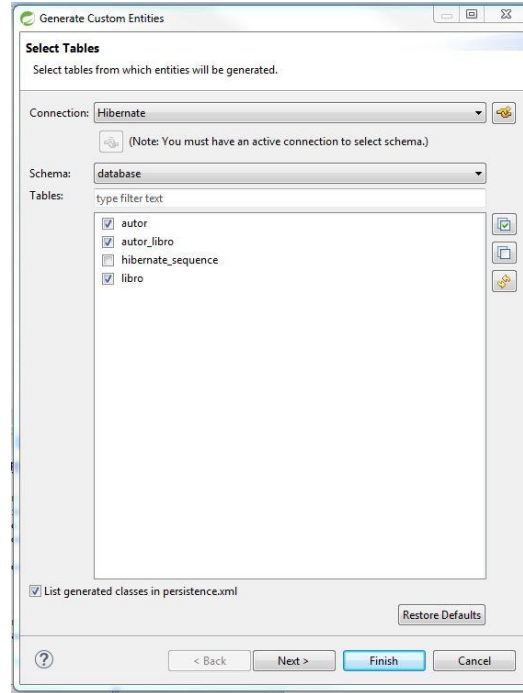 Generate Custom Entities
Select Tables
Select tables from which entities will be generated.
Connection: Hibernate
(Note: You must have an active connection to select schema.)
Schema: database
Tables: type filter text
autor
autor_libro
hibernate_sequence
libro
List generated classes in persistence.xml
Restore Defaults
? < Back Next > Finish Cancel